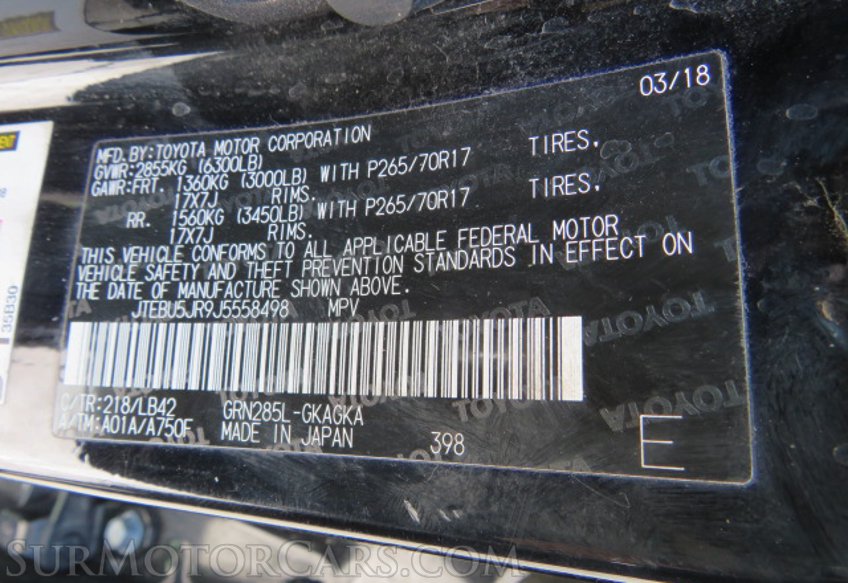 03/18
MFD.BY:TOYOTA MOTOR CORPORATION
GVWR:2855KG (6300LB)
GAWR:FRT. 1360KG (3000LB) WITH P265/70R17 TIRES,
17X7J RIMS.
RR. 1560KG (3450LB) WITH P265/70R17 TIRES,
17X7J RIMS.
THIS VEHICLE CONFORMS TO ALL APPLICABLE FEDERAL MOTOR
VEHICLE SAFETY AND THEFT PREVENTION STANDARDS IN EFFECT ON
THE DATE OF MANUFACTURE SHOWN ABOVE.
JTEBU5JR9J5558498 MPV
C/TR:218/LB42 GRN285L-GKAGKA
A/TM:A01A/A750F MADE IN JAPAN 398
E
35B30
SurMotorCars.com